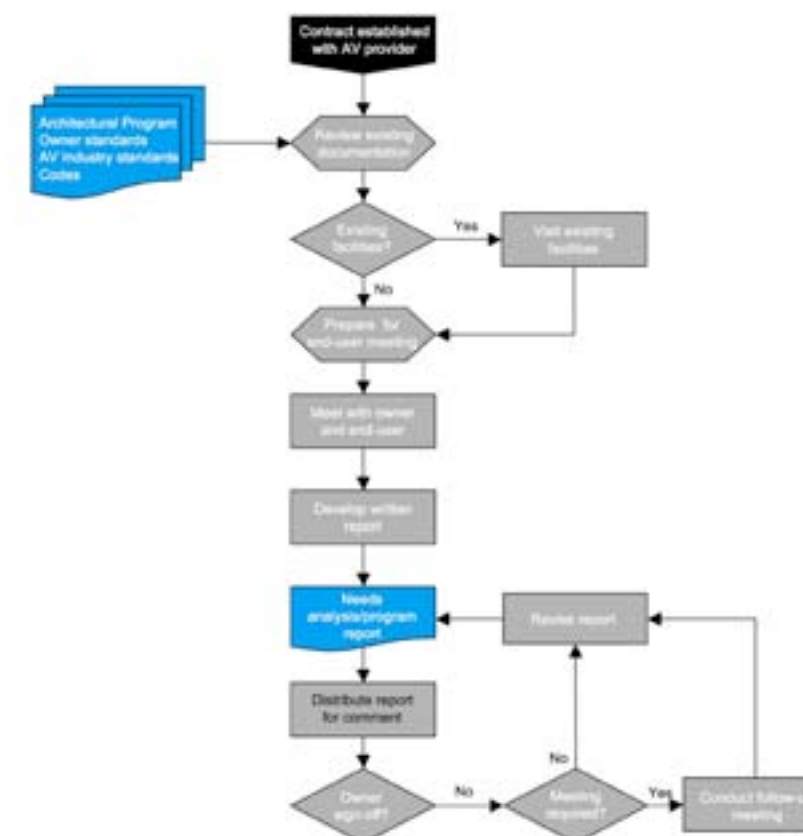 Contract established
with AV provider
Architectural Program
Owner standards
AV industry standards
Codes
Review existing
documentation
Existing
facilities?
Yes
Visit existing
facilities
No
Prepare for
end-user meeting
Meet with owner
and end-user
Develop written
report
Needs
analysis/program
report
Revise report
Distribute report
for comment
No
Owner
sign-off?
No
Meeting
required?
Yes
Conduct follow-u
meeting